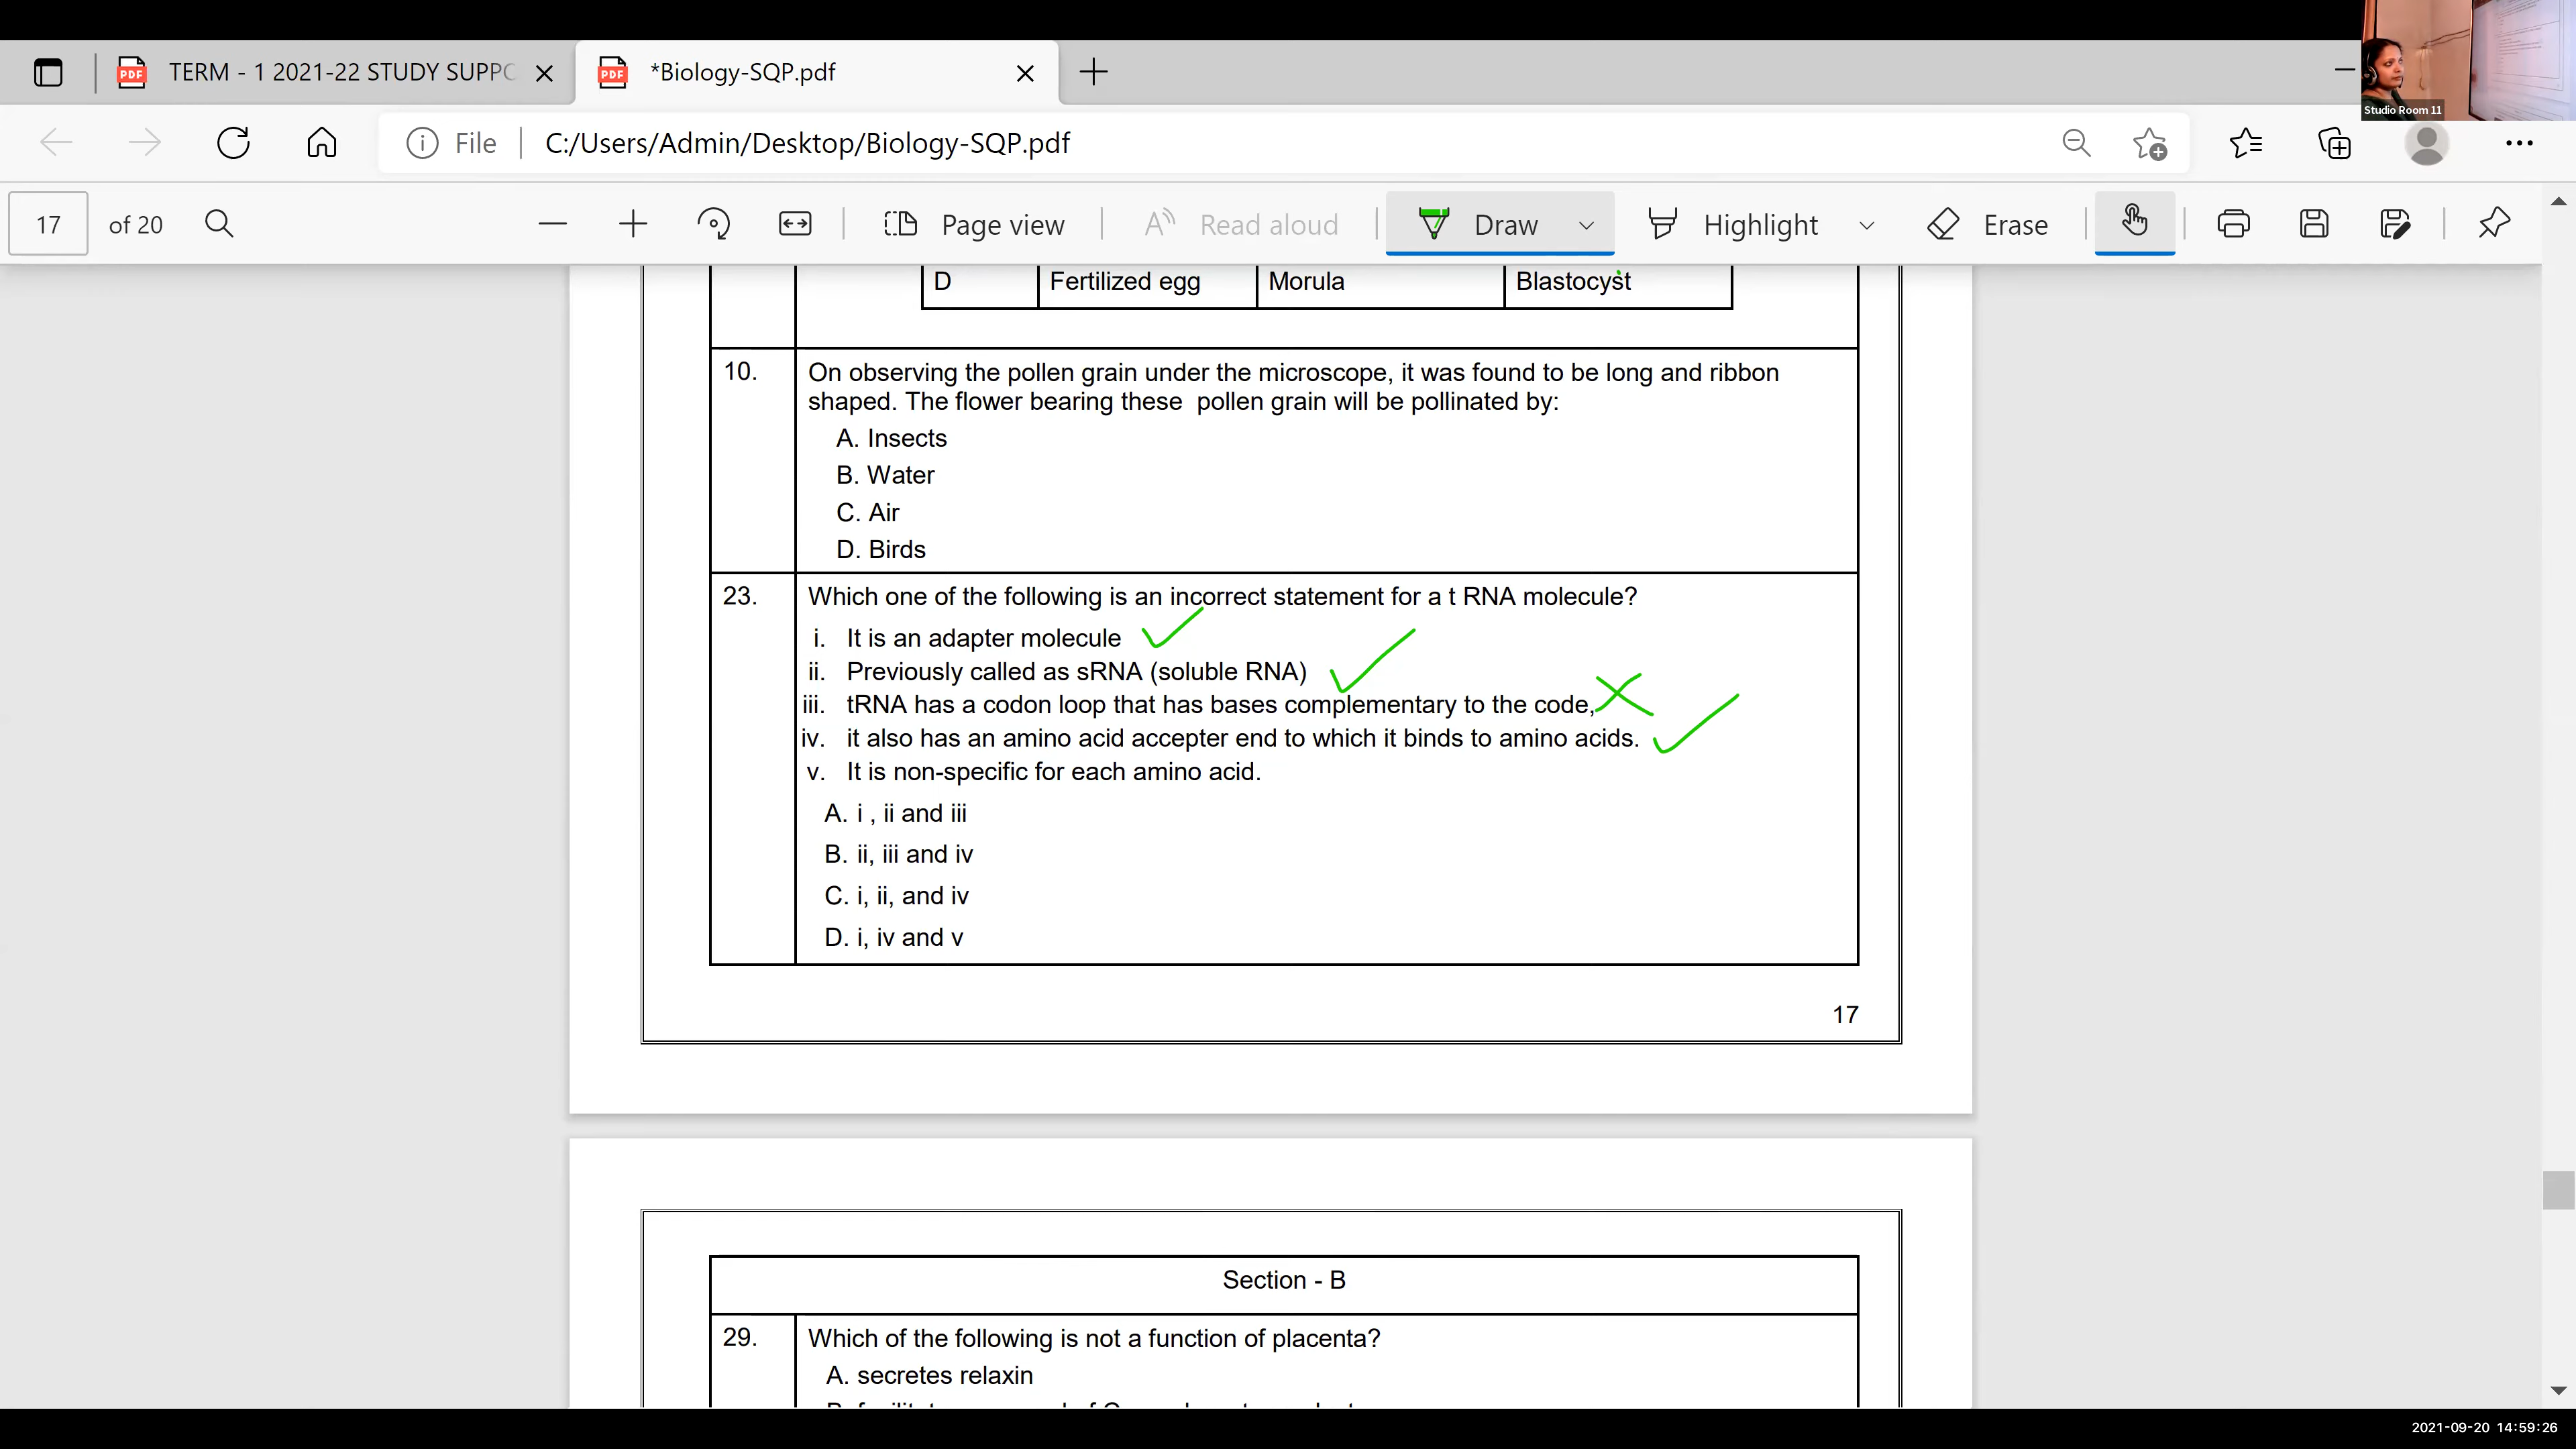 TERM - 1 2021-22 STUDY SUPPO
*Biology-SQP.pdf
Studio Room 11
File
C:/Users/Admin/Desktop/Biology-SQP.pdf
17 of 20
Page view
Read aloud
Draw
Highlight
Erase
D Fertilized egg Morula Blastocyst
10. On observing the pollen grain under the microscope, it was found to be long and ribbon
shaped. The flower bearing these pollen grain will be pollinated by:
A. Insects
B. Water
C. Air
D. Birds
23. Which one of the following is an incorrect statement for a t RNA molecule?
i. It is an adapter molecule
ii. Previously called as sRNA (soluble RNA)
iii. tRNA has a codon loop that has bases complementary to the code,
iv. it also has an amino acid accepter end to which it binds to amino acids.
v. It is non-specific for each amino acid.
A. i , ii and iii
B. ii, iii and iv
C. i, ii, and iv
D. i, iv and v
17
Section - B
29. Which of the following is not a function of placenta?
A. secretes relaxin
2021-09-20 14:59:26